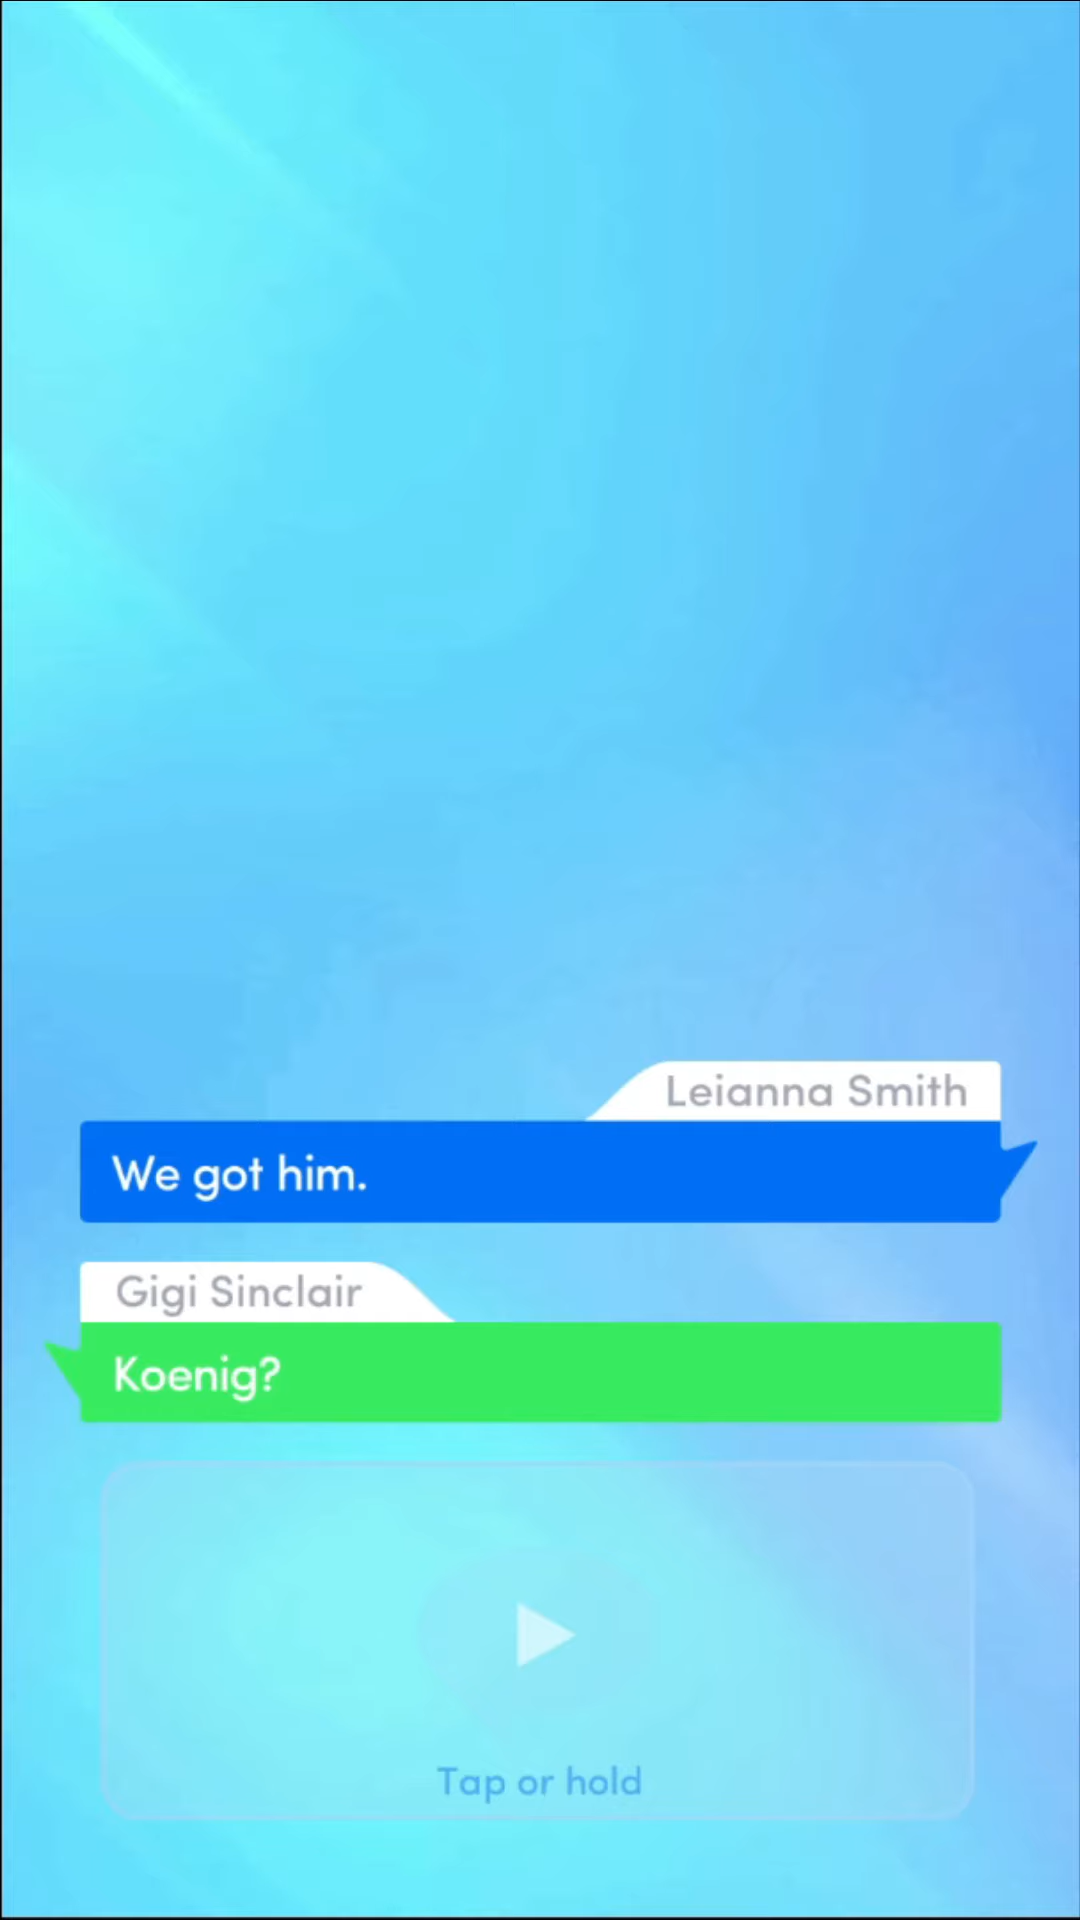 Leianna Smith
We got him.
Gigi Sinclair
Koenig?
Tap or hold